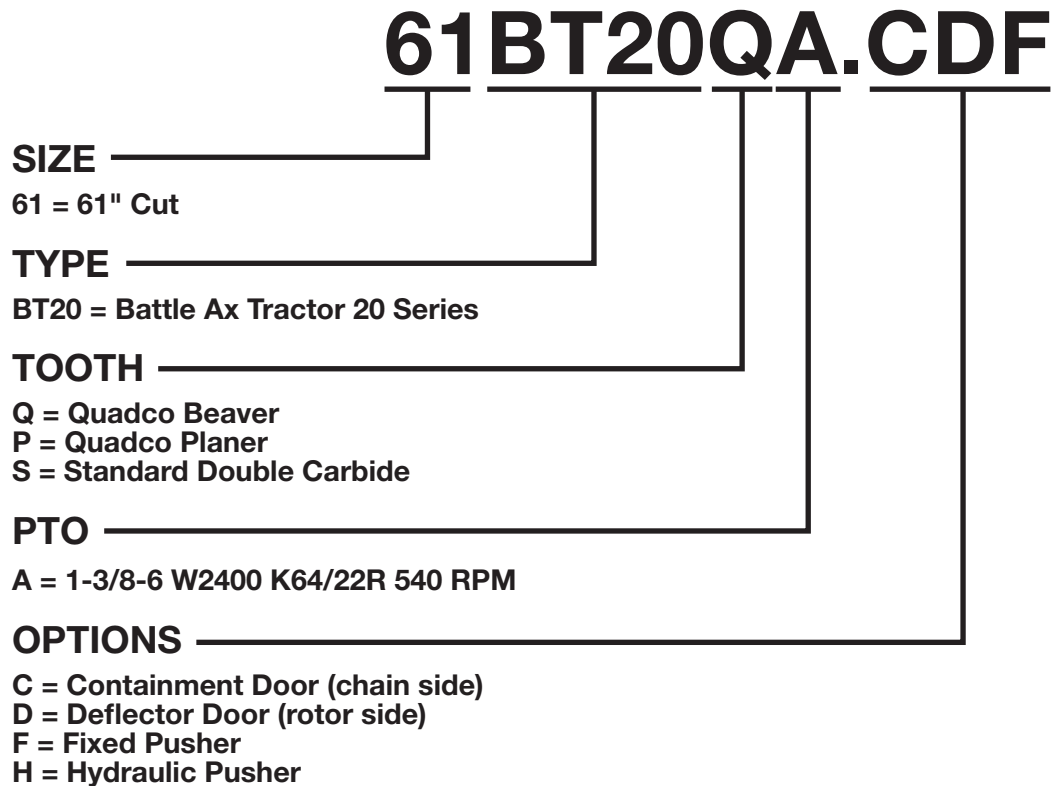 61BT20QA.CDF
SIZE
61 = 61" Cut
TYPE
BT20 = Battle Ax Tractor 20 Series
TOOTH
Q = Quadco Beaver
P = Quadco Planer
S = Standard Double Carbide
PTO
A = 1-3/8-6 W2400 K64/22R 540 RPM
OPTIONS
C = Containment Door (chain side)
D = Deflector Door (rotor side)
F = Fixed Pusher
H = Hydraulic Pusher